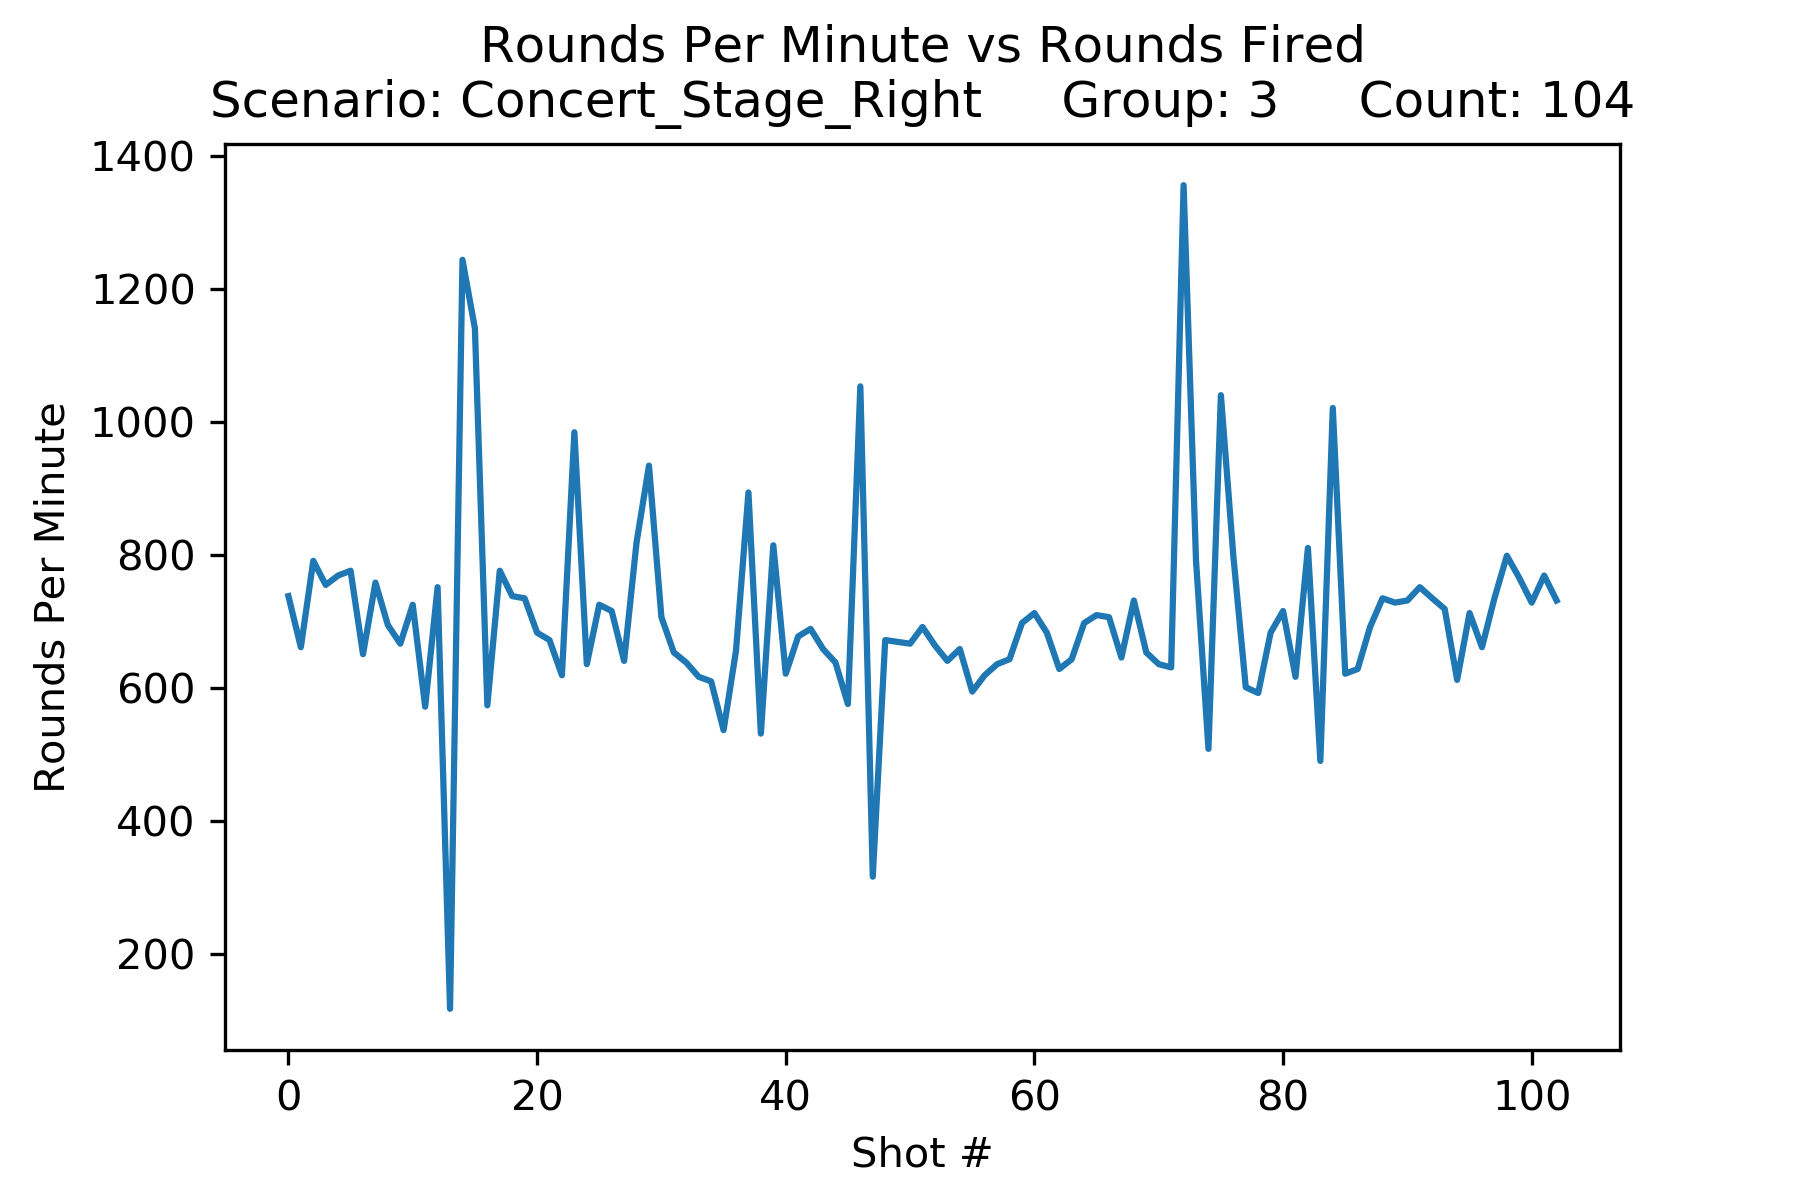 Rounds Per Minute vs Rounds Fired
Scenario: Concert_Stage_Right Group: 3 Count: 104
1400
1200
1000
800
600
400
200
Rounds Per Minute
0 20 40 60 80 100
Shot #